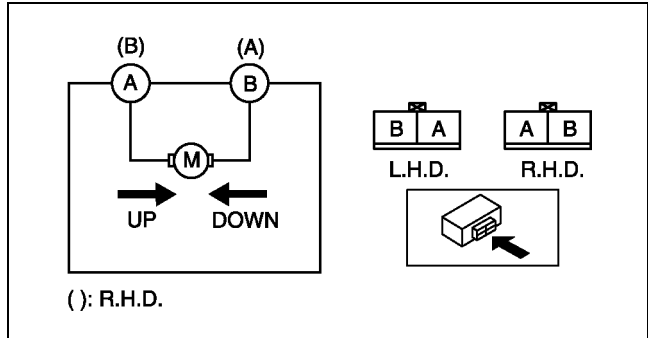 (B) (A)
A B
M
UP DOWN
( ): R.H.D.
B A
L.H.D.
A B
R.H.D.